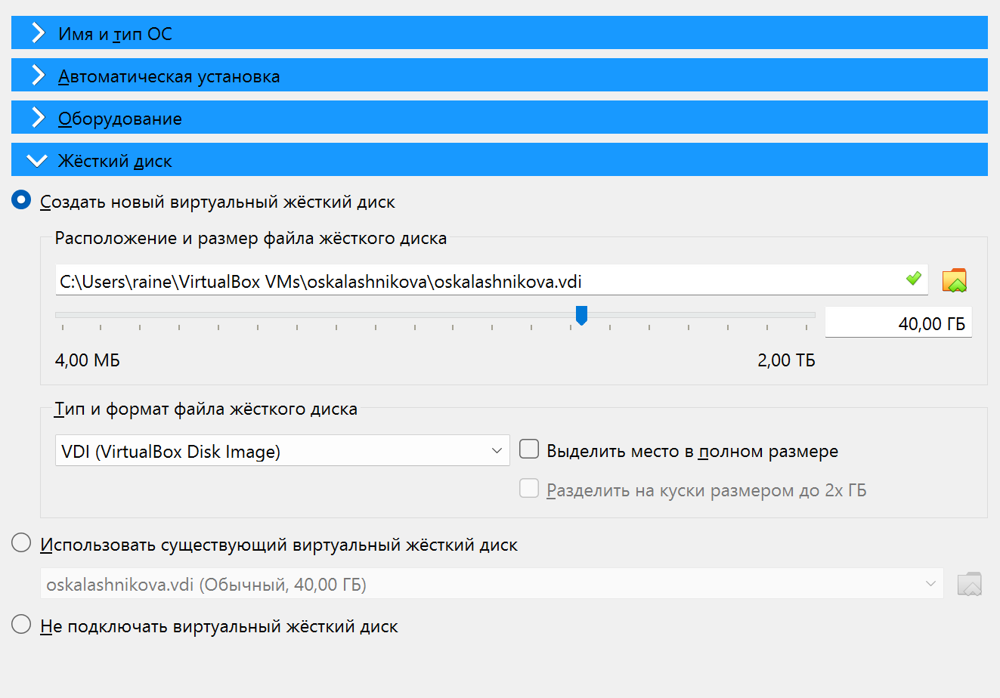 Имя и тип ОС
Автоматическая установка
Оборудование
Жёсткий диск
Создать новый виртуальный жёсткий диск
Расположение и размер файла жёсткого диска
C:\Users\raine\VirtualBox VMs\oskalashnikova\oskalashnikova.vdi
40,00 ГБ
4,00 МБ 2,00 ТБ
Тип и формат файла жёсткого диска
VDI (VirtualBox Disk Image) Выделить место в полном размере
Разделить на куски размером до 2х ГБ
Использовать существующий виртуальный жёсткий диск
oskalashnikova.vdi (Обычный, 40,00 ГБ)
Не подключать виртуальный жёсткий диск